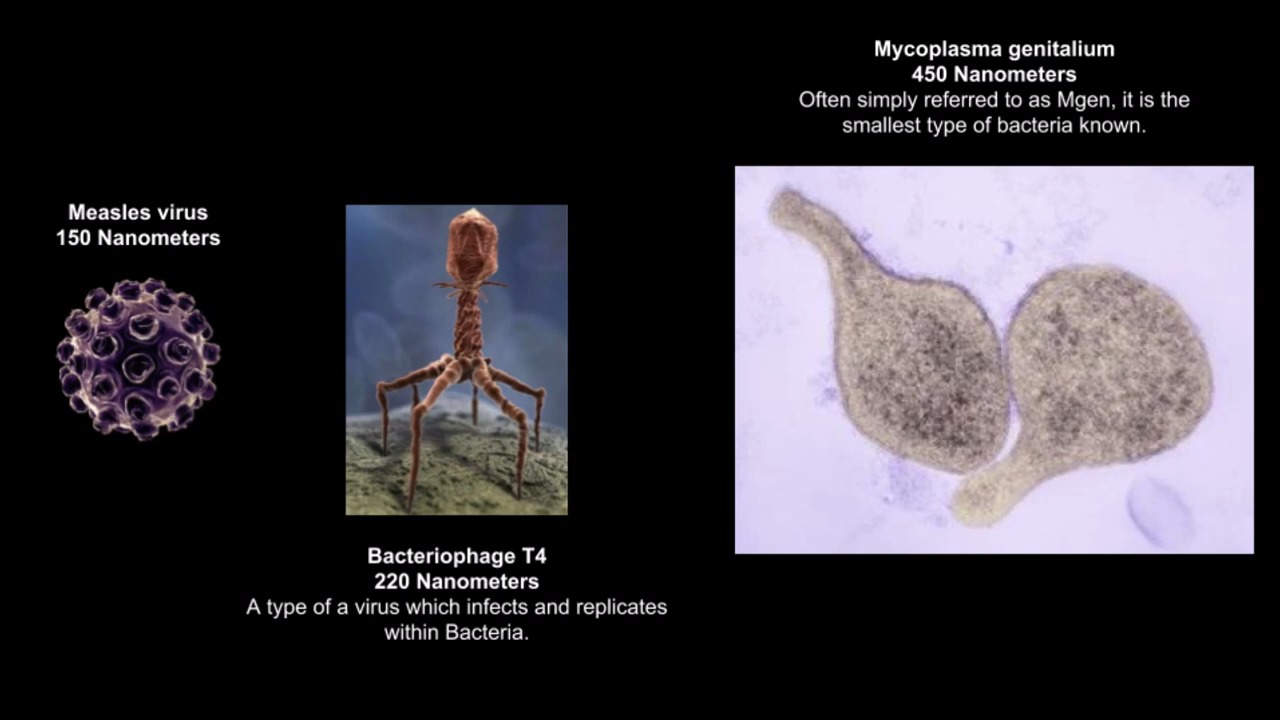 Measles virus
150 Nanometers
Bacteriophage T4
220 Nanometers
A type of a virus which infects and replicates
within Bacteria.
Mycoplasma genitalium
450 Nanometers
Often simply referred to as Mgen, it is the
smallest type of bacteria known.